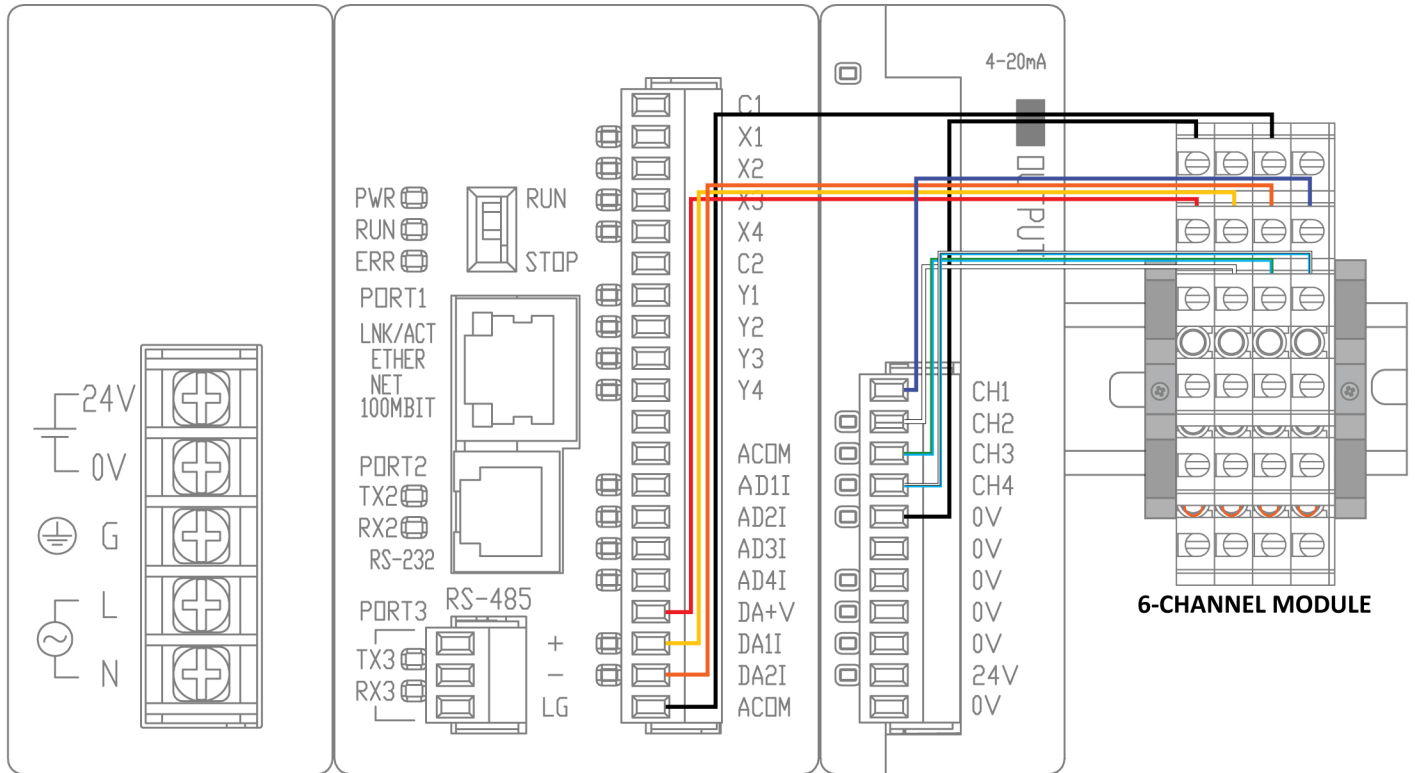 24V
0V
G
L
N
PWR
RUN
ERR
RUN
STOP
PORT1
LNK/ACT
ETHER
NET
100MBIT
PORT2
TX2
RX2
RS-232
PORT3
RS-485
TX3
RX3
+
-
LG
C1
X1
X2
X3
X4
C2
Y1
Y2
Y3
Y4
ACOM
AD1I
AD2I
AD3I
AD4I
DA+V
DA1I
DA2I
ACOM
4-20mA
OUTPUT
CH1
CH2
CH3
CH4
0V
0V
0V
0V
0V
24V
0V
6-CHANNEL MODULE